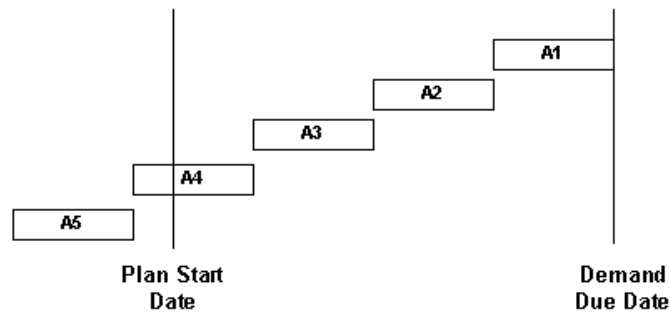 A1
A2
A3
A4
A5
Plan Start
Date
Demand
Due Date